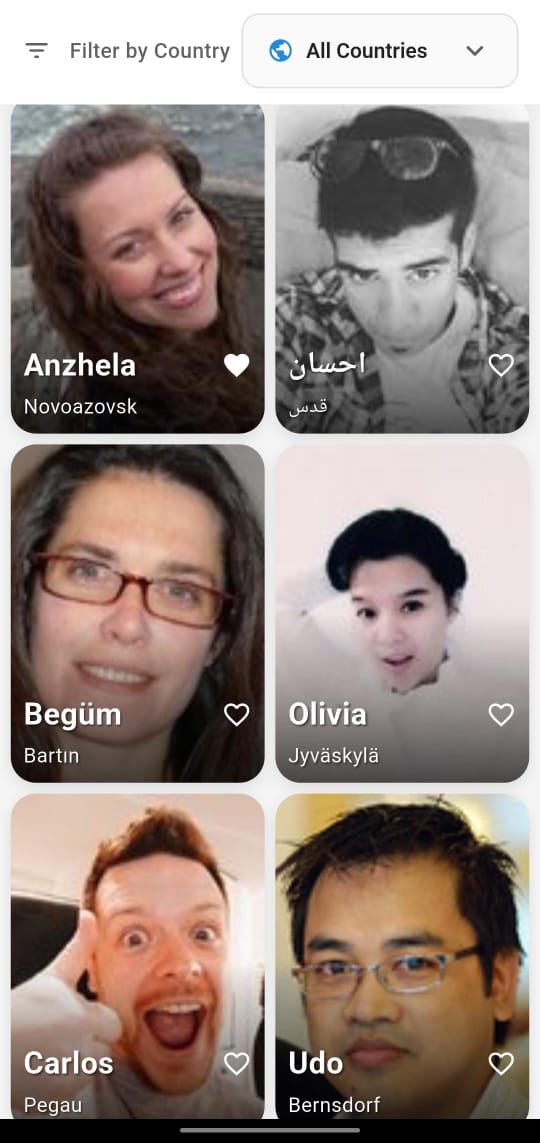 Filter by Country
All Countries
Anzhela
Novoazovsk
احسان
قدس
Begüm
Bartın
Olivia
Jyväskylä
Carlos
Pegau
Udo
Bernsdorf